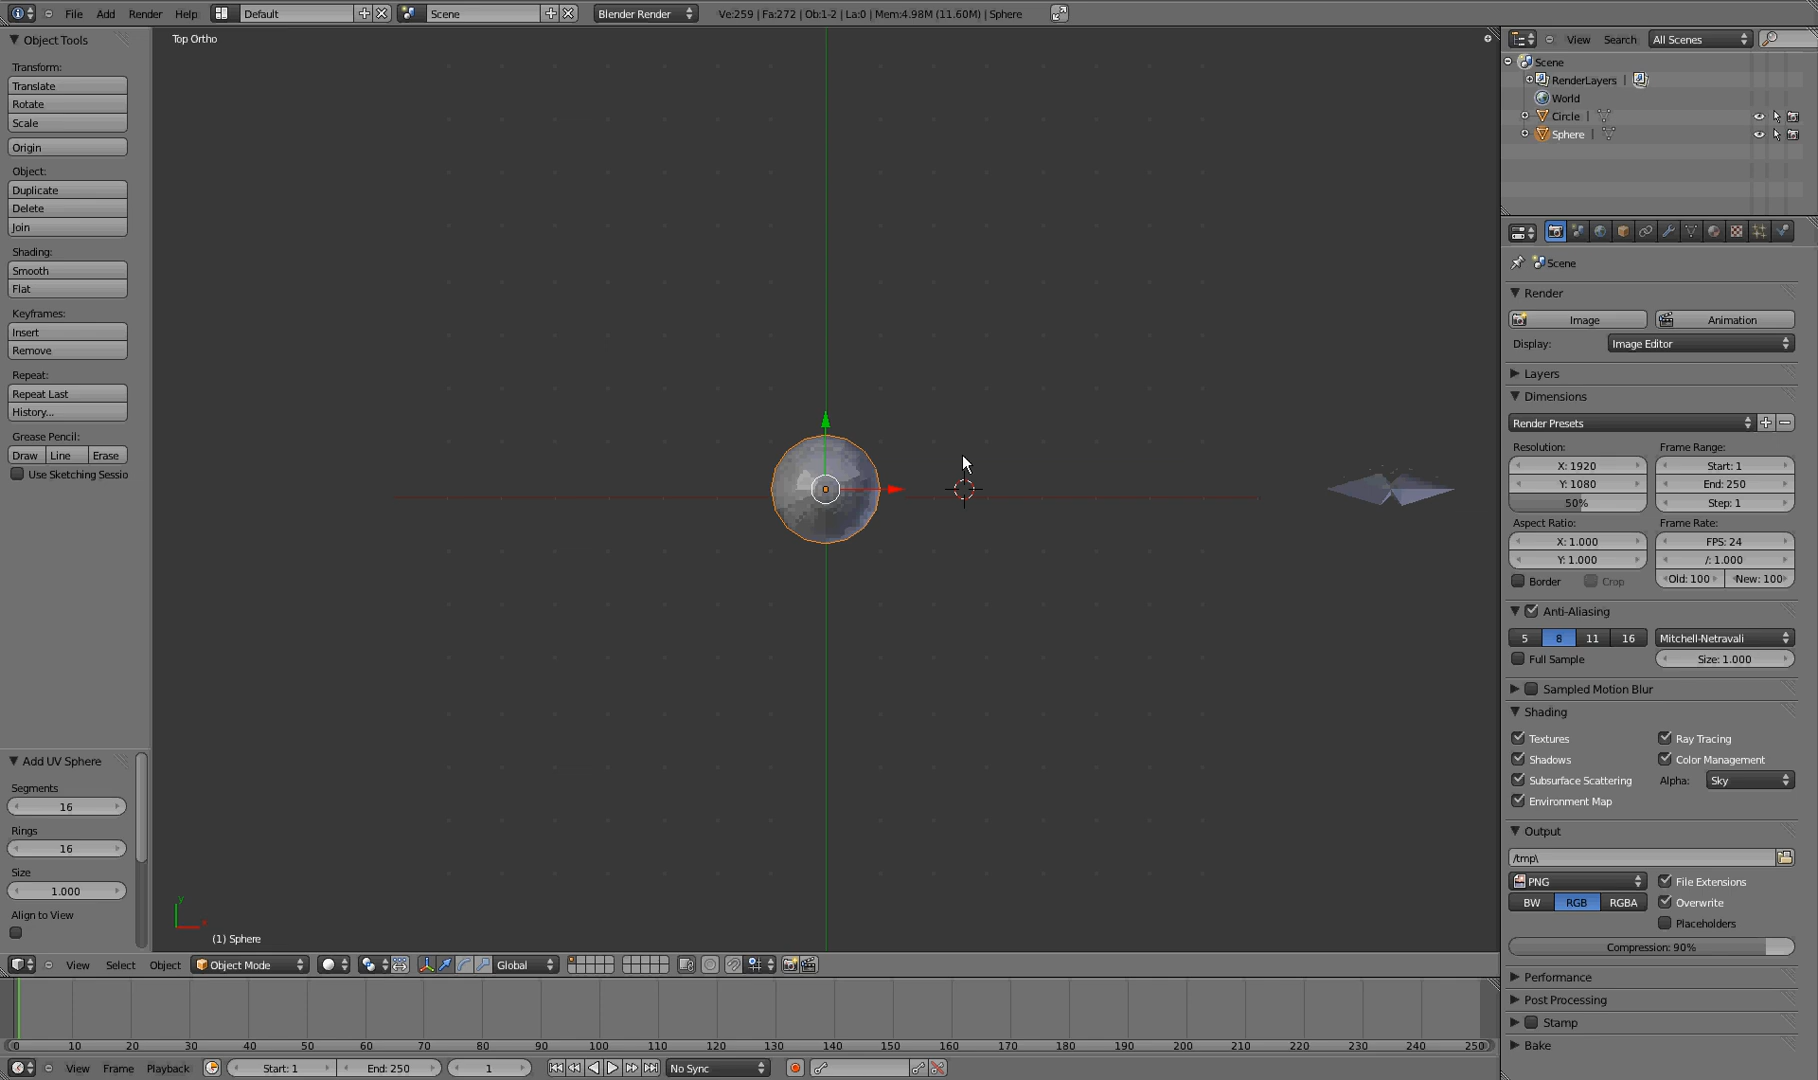 File Add Render Help Default Scene Blender Render Ve:259 | Fa:272 | Ob:1-2 | La:0 | Mem:4.98M (11.60M) | Sphere
Object Tools
Transform:
Translate
Rotate
Scale
Origin
Object:
Duplicate
Delete
Join
Shading:
Smooth
Flat
Keyframes:
Insert
Remove
Repeat:
Repeat Last
History...
Grease Pencil:
Draw Line Erase
Use Sketching Sessio
Add UV Sphere
Segments
16
Rings
16
Size
1.000
Align to View
Top Ortho
y
x
(1) Sphere
View Select Object Object Mode Global
0 10 20 30 40 50 60 70 80 90 100 110 120 130 140 150 160 170 180 190 200 210 220 230 240 250
View Frame Playback Start: 1 End: 250 1 No Sync
View Search All Scenes
Scene
RenderLayers |
World
Circle |
Sphere |
Scene
Render
Image Animation
Display: Image Editor
Layers
Dimensions
Render Presets
Resolution: Frame Range:
X: 1920 Start: 1
Y: 1080 End: 250
50% Step: 1
Aspect Ratio: Frame Rate:
X: 1.000 FPS: 24
Y: 1.000 /: 1.000
Border Crop Old: 100 New: 100
Anti-Aliasing
5 8 11 16 Mitchell-Netravali
Full Sample Size: 1.000
Sampled Motion Blur
Shading
Textures Ray Tracing
Shadows Color Management
Subsurface Scattering Alpha: Sky
Environment Map
Output
/tmp\
PNG File Extensions
BW RGB RGBA Overwrite
Placeholders
Compression: 90%
Performance
Post Processing
Stamp
Bake